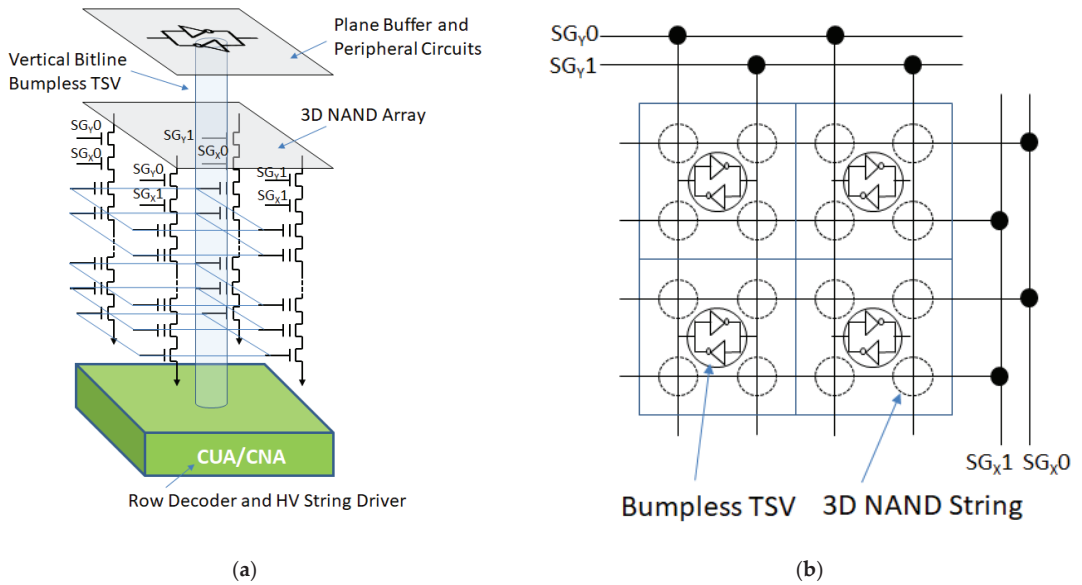 Plane Buffer and
Peripheral Circuits
Vertical Bitline
Bumpless TSV
3D NAND Array
SGY0
SGY1
SGX0
SGX0
SGY0
SGY1
SGX1
SGX1
CUA/CNA
Row Decoder and HV String Driver
(a)
SGY0
SGY1
SGX1 SGX0
Bumpless TSV 3D NAND String
(b)